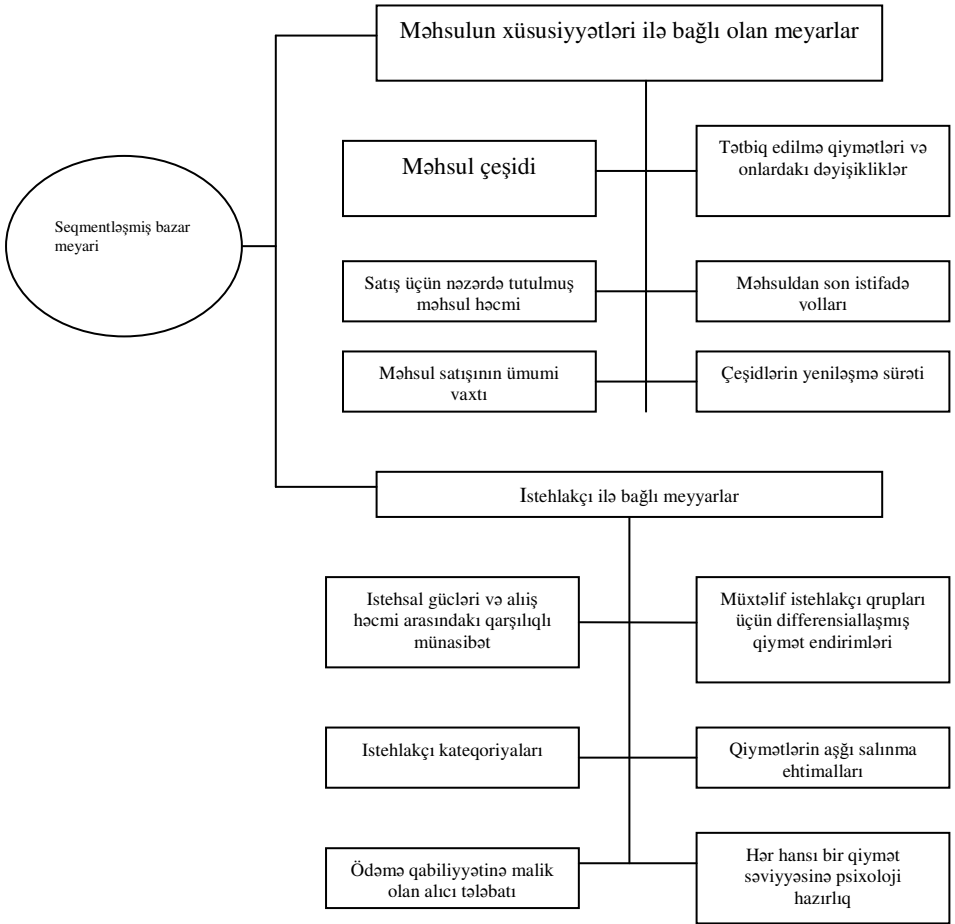 Məhsulun xüsusiyyətləri ilə bağlı olan meyarlar
Məhsul çeşidi
Tətbiq edilmə qiymətləri və
onlardakı dəyişikliklər
Seqmentləşmiş bazar
meyari
Satış üçün nəzərdə tutulmuş
məhsul həcmi
Məhsuldan son istifadə
yolları
Məhsul satışının ümumi
vaxtı
Çeşidlərin yeniləşmə sürəti
Istehlakçı ilə bağlı meyyarlar
Istehsal gücləri və alıiş
həcmi arasındakı qarşılıqlı
münasibət
Müxtəlif istehlakçı qrupları
üçün differensiallaşmış
qiymət endirimləri
Istehlakçı kateqoriyaları
Qiymətlərin aşğı salınma
ehtimalları
Ödəmə qabiliyyətinə malik
olan alıcı tələbatı
Hər hansı bir qiymət
səviyyəsinə psixoloji
hazırlıq